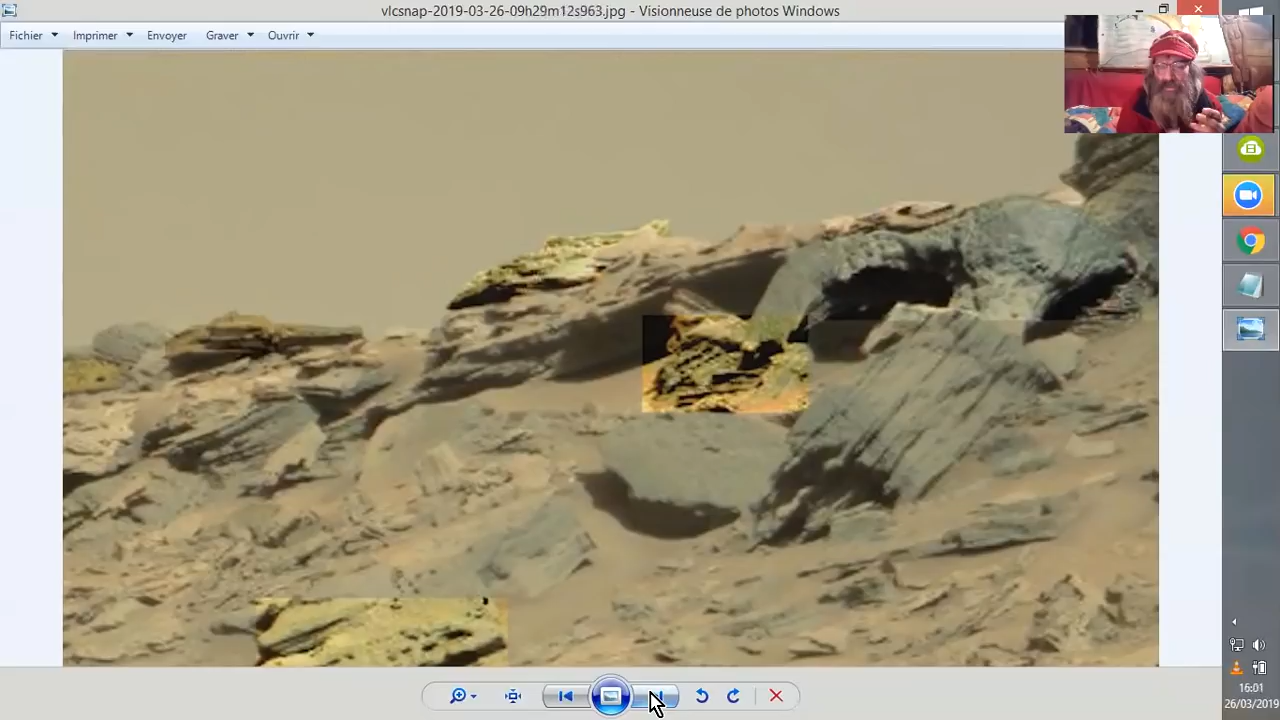 vlcsnap-2019-03-26-09h29m12s963.jpg - Visionneuse de photos Windows
Fichier Imprimer Envoyer Graver Ouvrir
16:01
26/03/2019